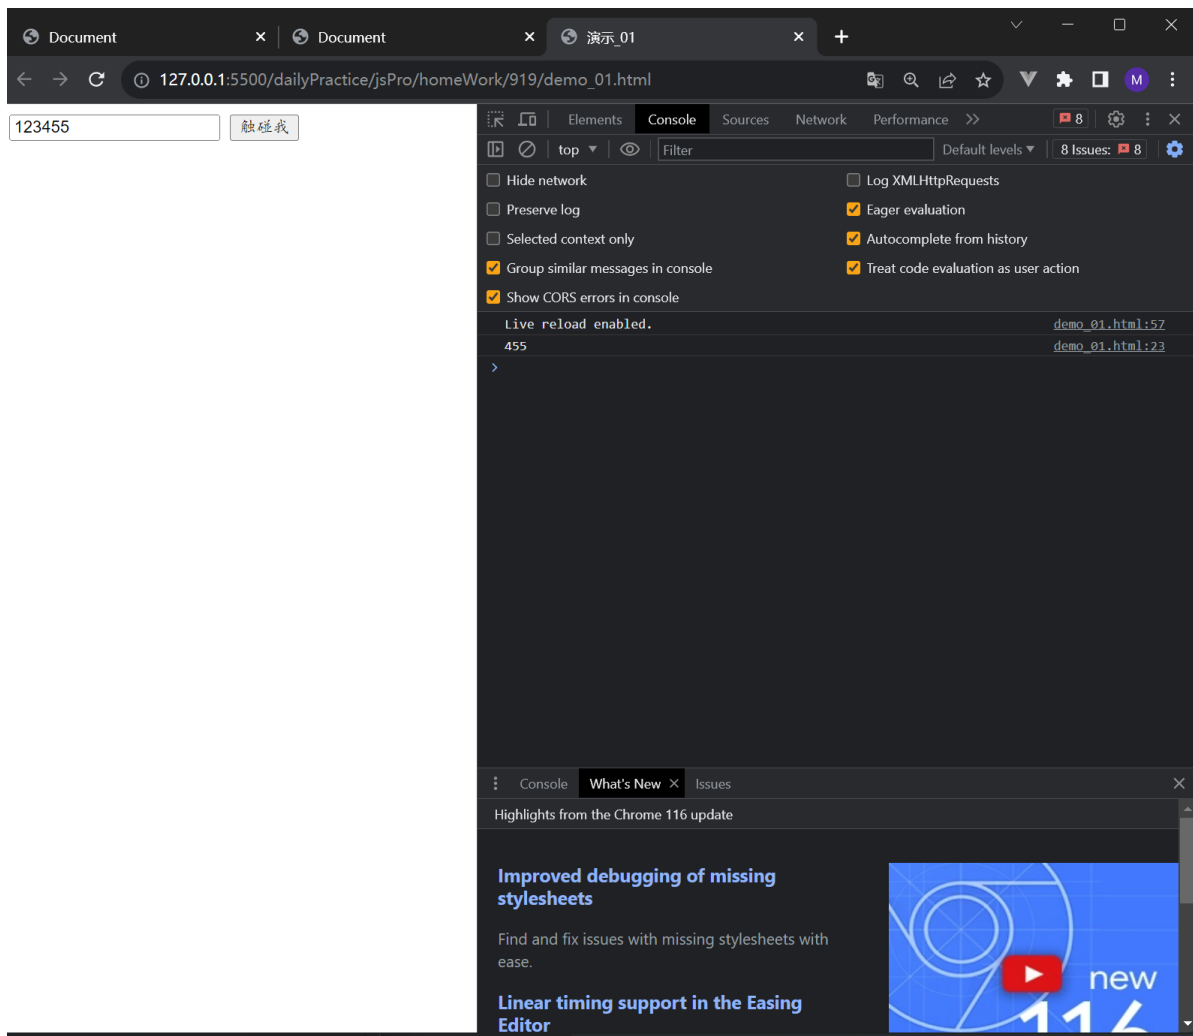 Document
Document
演示_01
127.0.0.1:5500/dailyPractice/jsPro/homeWork/919/demo_01.html
M
123455
触碰我
Elements Console Sources Network Performance
8
top
Filter
Default levels
8 Issues: 8
Hide network
Log XMLHttpRequests
Preserve log
Eager evaluation
Selected context only
Autocomplete from history
Group similar messages in console
Treat code evaluation as user action
Show CORS errors in console
Live reload enabled.
demo_01.html:57
455
demo_01.html:23
Console What's New Issues
Highlights from the Chrome 116 update
Improved debugging of missing
stylesheets
Find and fix issues with missing stylesheets with
ease.
Linear timing support in the Easing
Editor
new
116